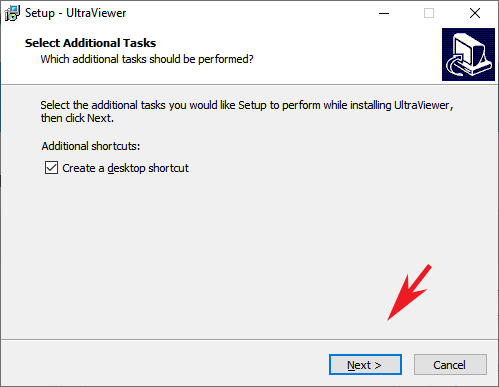 Setup - UltraViewer
Select Additional Tasks
Which additional tasks should be performed?
Select the additional tasks you would like Setup to perform while installing UltraViewer,
then click Next.
Additional shortcuts:
Create a desktop shortcut
Next >
Cancel